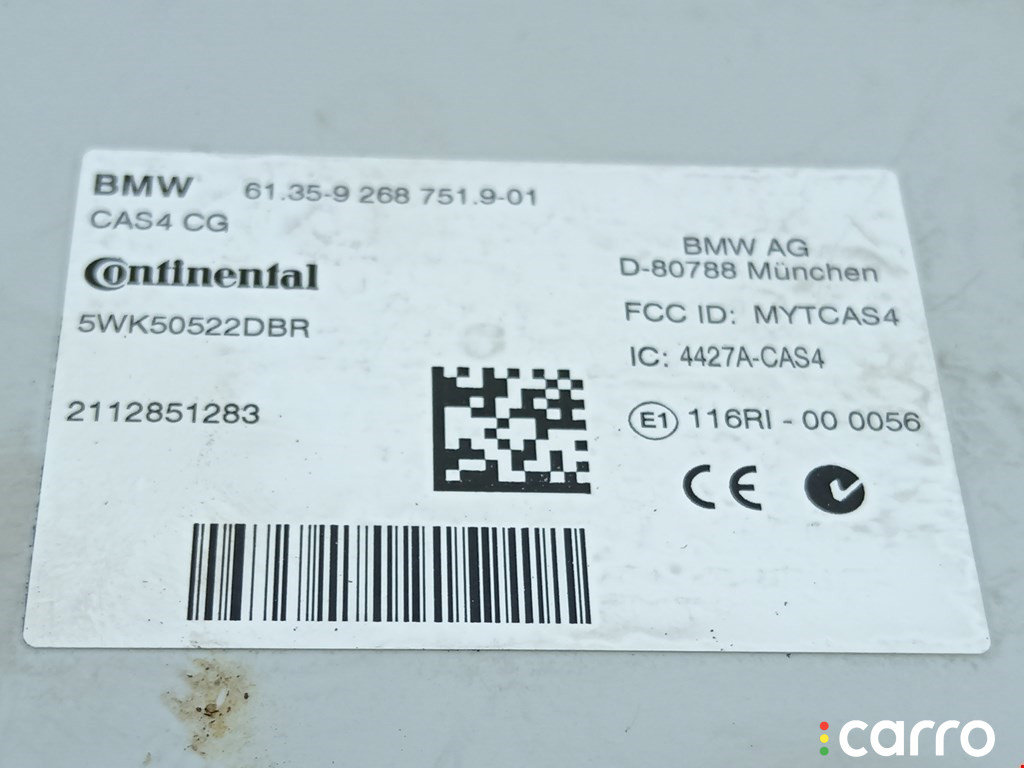 BMW 61.35-9 268 751.9-01
CAS4 CG
Continental
5WK50522DBR
2112851283
BMW AG
D-80788 München
FCC ID: MYTCAS4
IC: 4427A-CAS4
E1 116RI - 00 0056
CE
carro